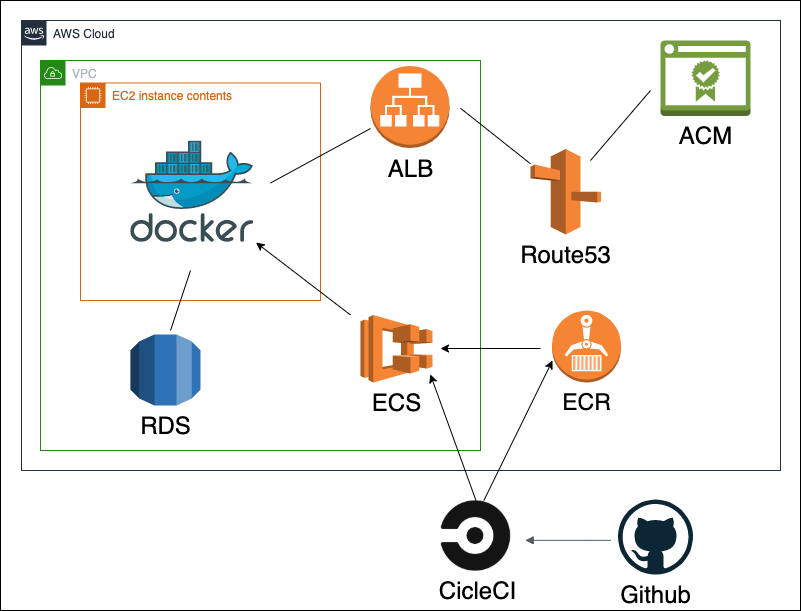 aws
AWS Cloud
VPC
EC2 instance contents
docker
ALB
ACM
Route53
RDS
ECS
ECR
CicleCI
Github